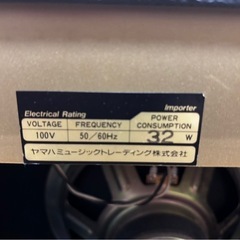 Electrical Rating Importer
VOLTAGE FREQUENCY POWER CONSUMPTION
100V 50/60Hz 32 W
ヤマハミュージックトレーディング株式会社